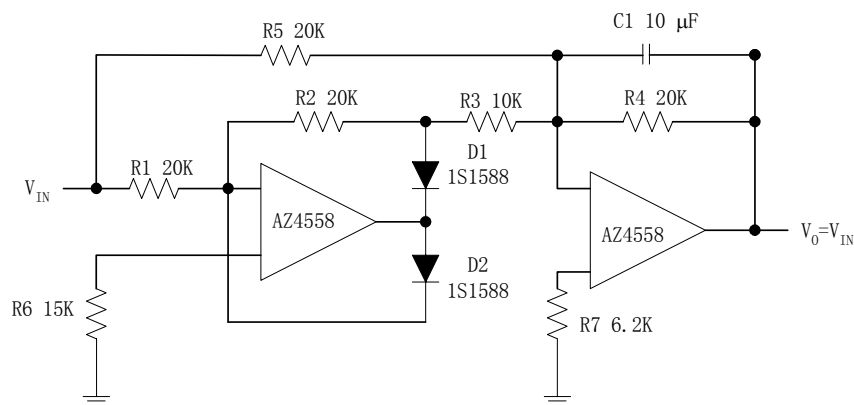 C1 10 μF
R5 20K
R2 20K
R3 10K
R4 20K
D1
1S1588
R1 20K
V_IN
AZ4558
AZ4558
V_O=V_IN
D2
1S1588
R6 15K
R7 6.2K